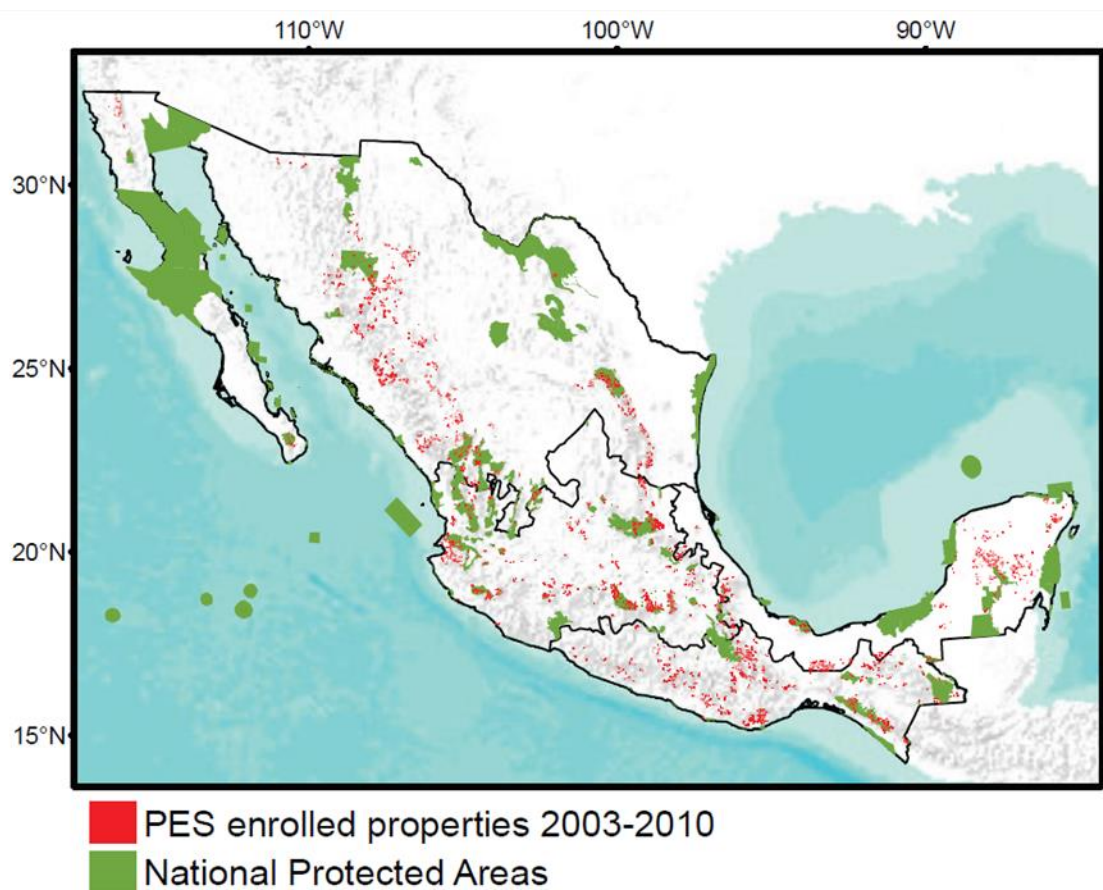 110°W 100°W 90°W
30°N
25°N
20°N
15°N
PES enrolled properties 2003-2010
National Protected Areas